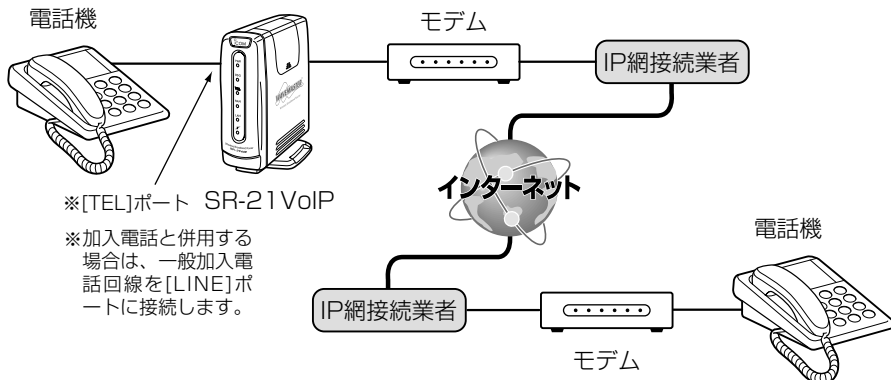 電話機
モデム
IP網接続業者
ICOM
WAVEMASTER
※[TEL]ポート SR-21VoIP
インターネット
※加入電話と併用する
場合は、一般加入電
話回線を[LINE]ポ
ートに接続します。
電話機
IP網接続業者
モデム